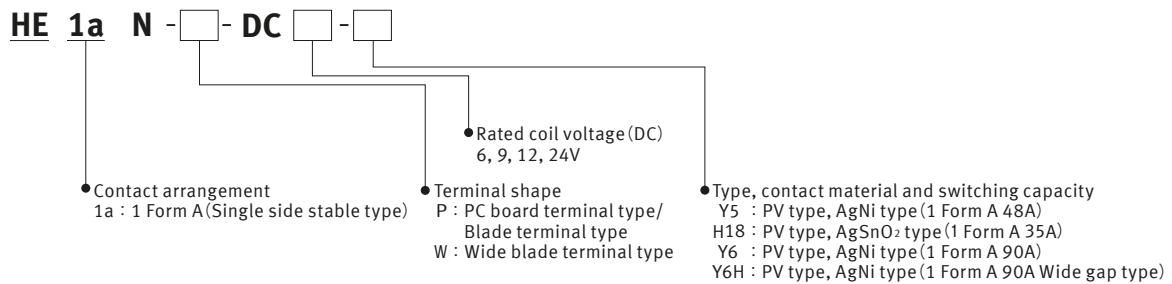 HE 1a N -□- DC □ -□
Rated coil voltage (DC)
6, 9, 12, 24V
Contact arrangement
1a : 1 Form A (Single side stable type)
Terminal shape
P : PC board terminal type/
Blade terminal type
W : Wide blade terminal type
Type, contact material and switching capacity
Y5 : PV type, AgNi type (1 Form A 48A)
H18 : PV type, AgSnO₂ type (1 Form A 35A)
Y6 : PV type, AgNi type (1 Form A 90A)
Y6H : PV type, AgNi type (1 Form A 90A Wide gap type)